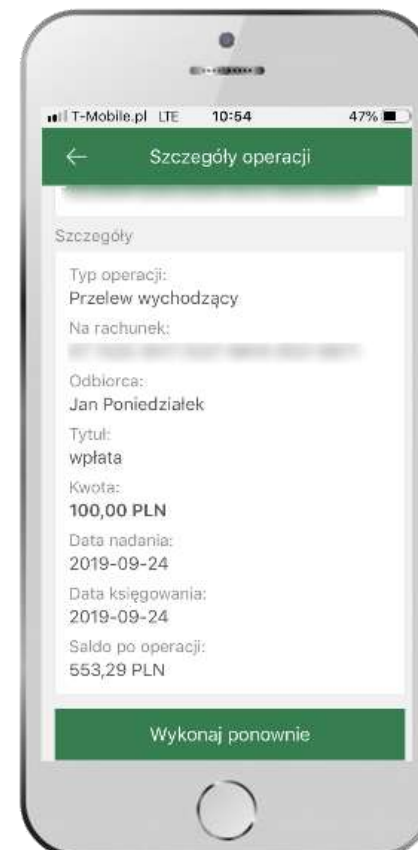 T-Mobile.pl LTE 10:54 47%
Szczegóły operacji
Szczegóły
Typ operacji:
Przelew wychodzący
Na rachunek:
Odbiorca:
Jan Poniedziałek
Tytuł:
wpłata
Kwota:
100,00 PLN
Data nadania:
2019-09-24
Data księgowania:
2019-09-24
Saldo po operacji:
553,29 PLN
Wykonaj ponownie